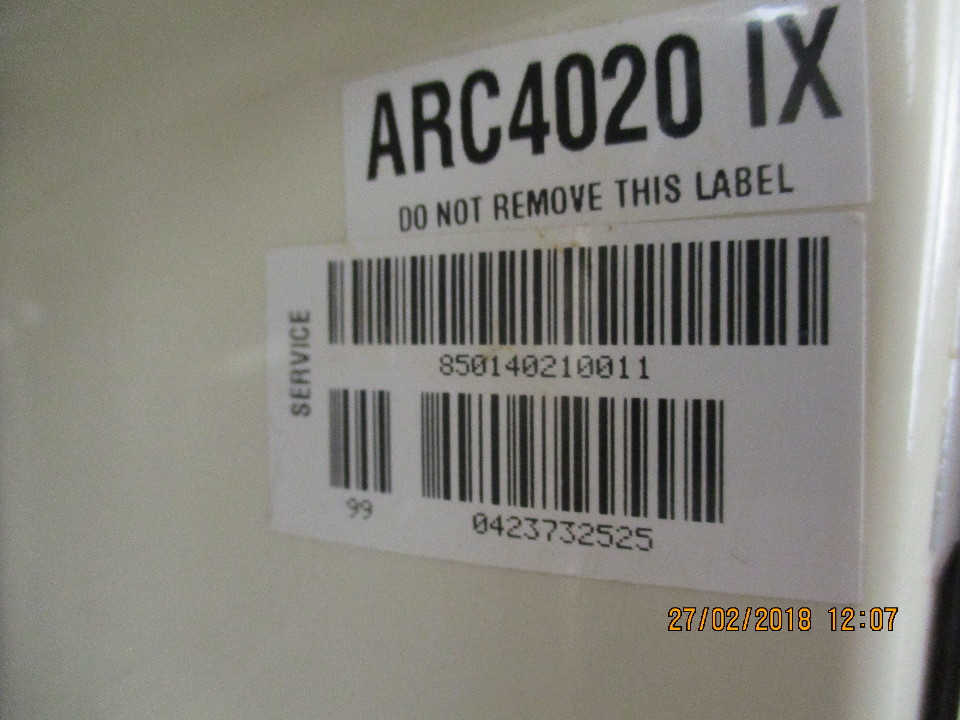 ARC4020 IX
DO NOT REMOVE THIS LABEL
SERVICE
850140210011
99
0423732525
27/02/2018 12:07